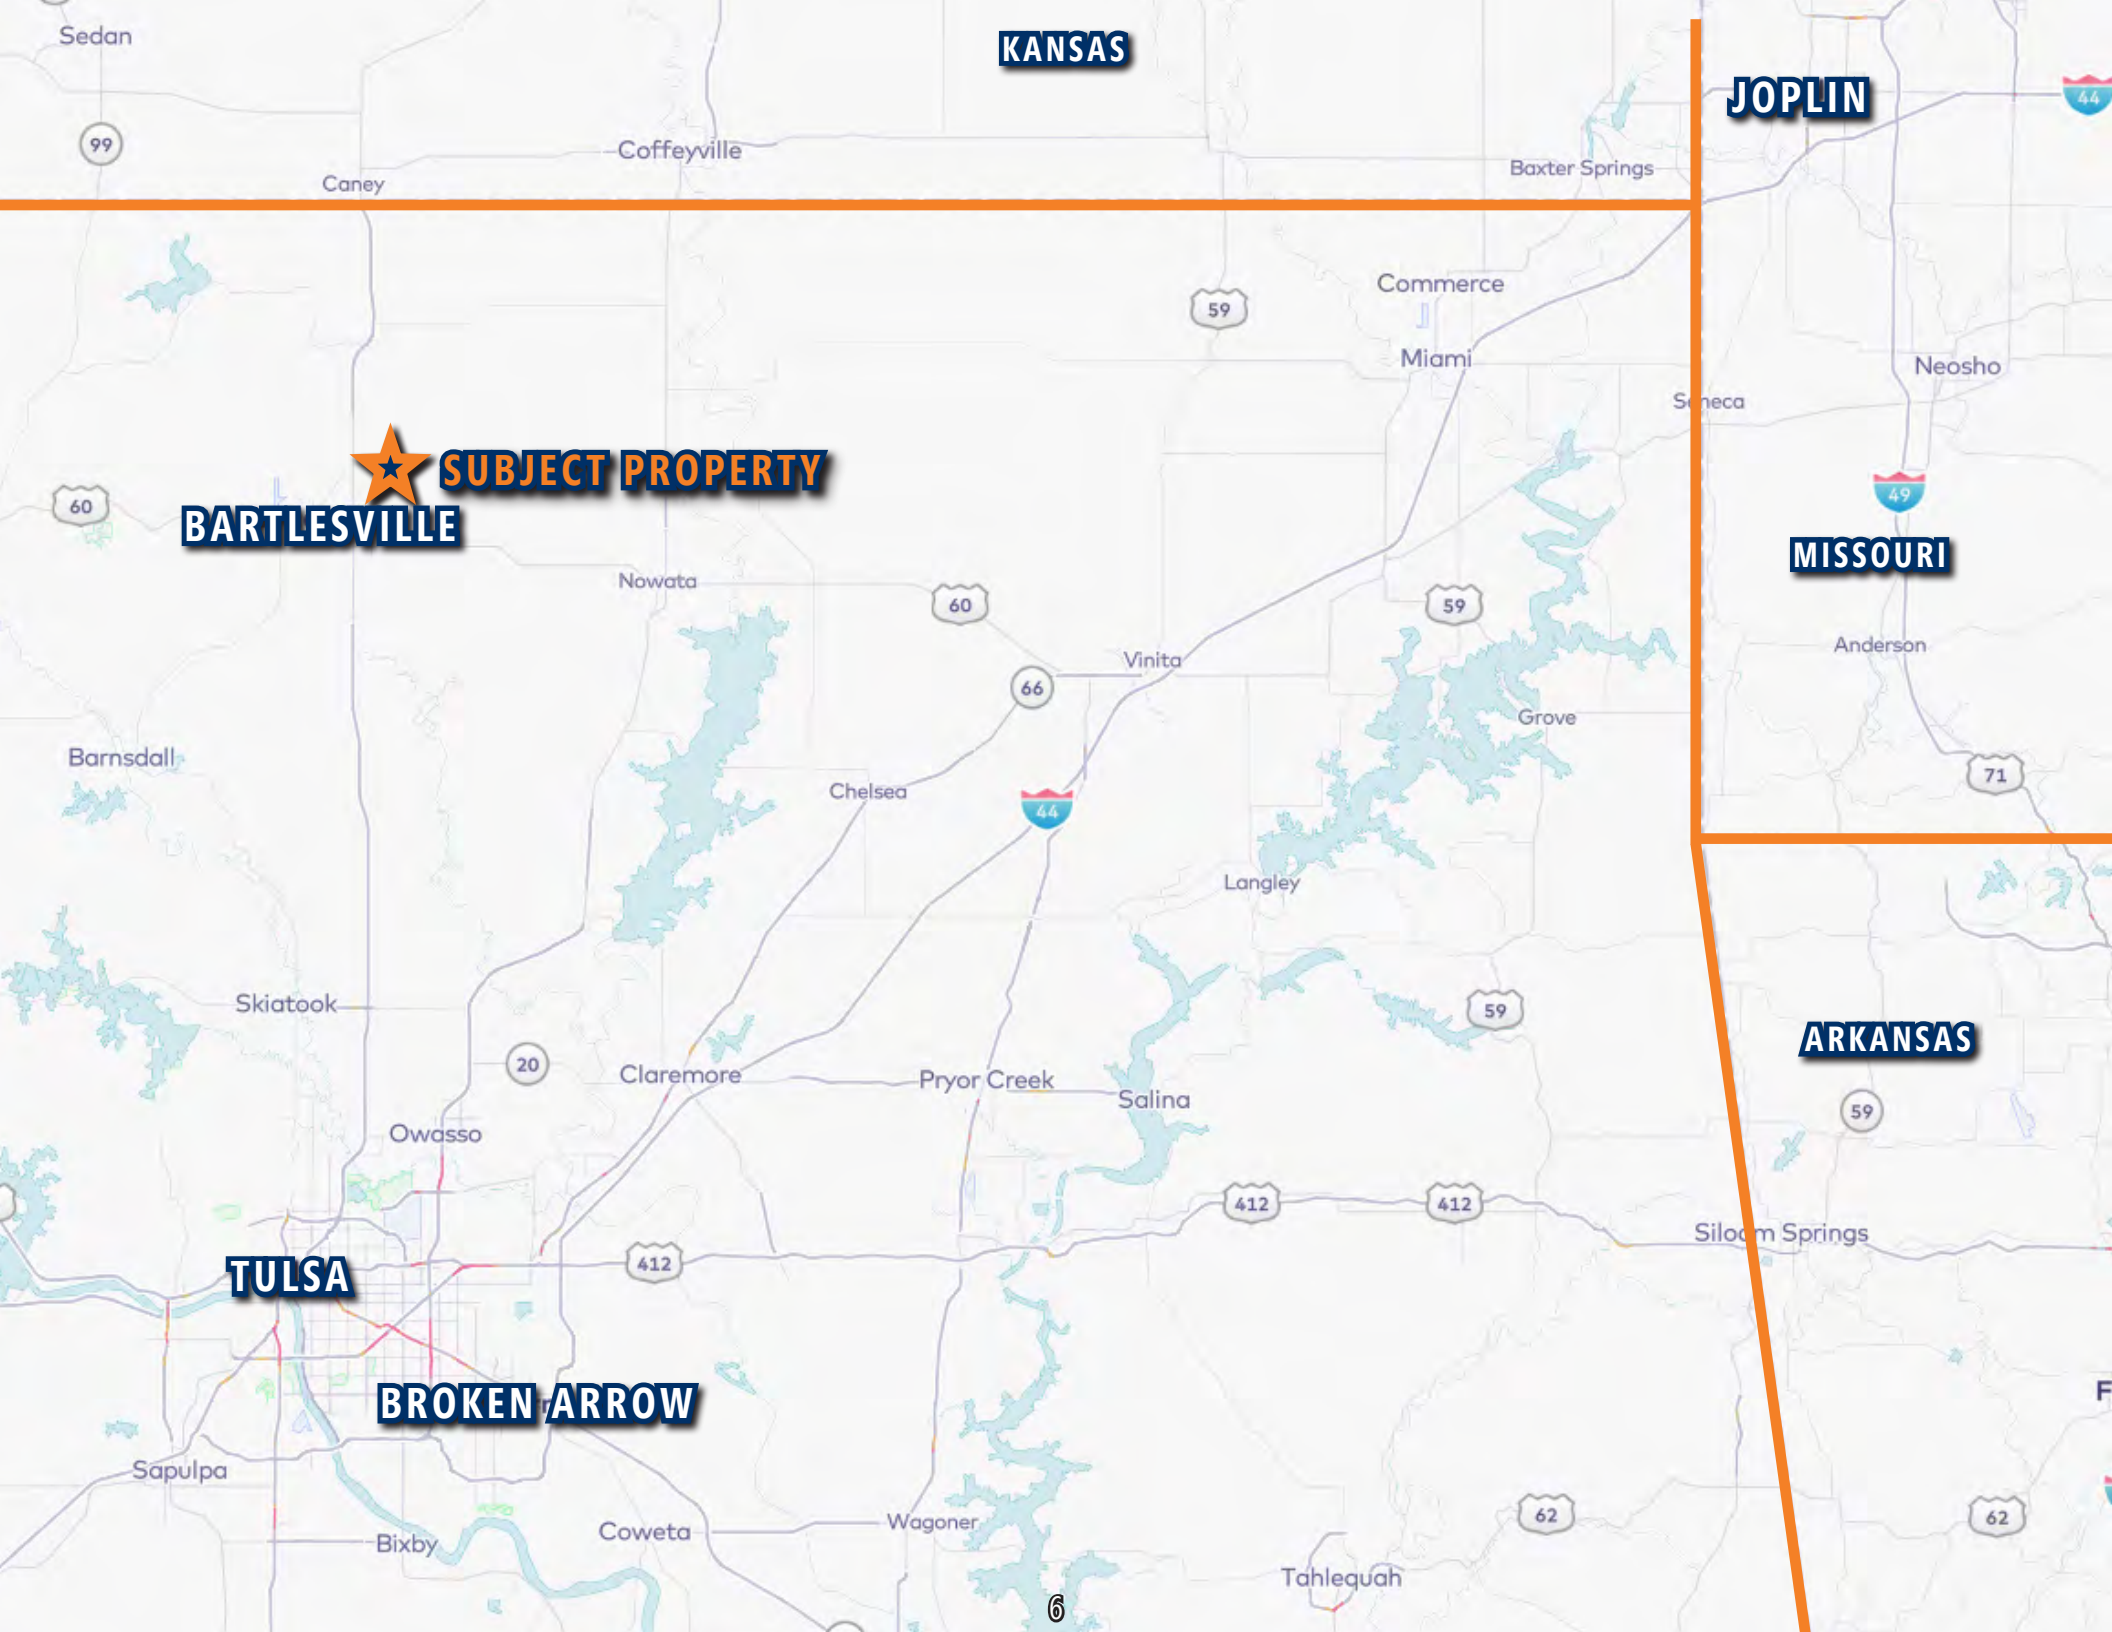 Sedan
KANSAS
JOPLIN
44
99
Coffeyville
Baxter Springs
Caney
Commerce
59
Miami
Neosho
Seneca
SUBJECT PROPERTY
60
BARTLESVILLE
49
MISSOURI
Nowata
60
59
Anderson
Vinita
66
Grove
Barnsdall
71
Chelsea
44
Langley
Skiatook
59
ARKANSAS
20
Claremore
Pryor Creek
Salina
59
Owasso
412
412
Siloam Springs
412
TULSA
F
BROKEN ARROW
Sapulpa
62
62
Wagoner
Coweta
Bixby
Tahlequah
6